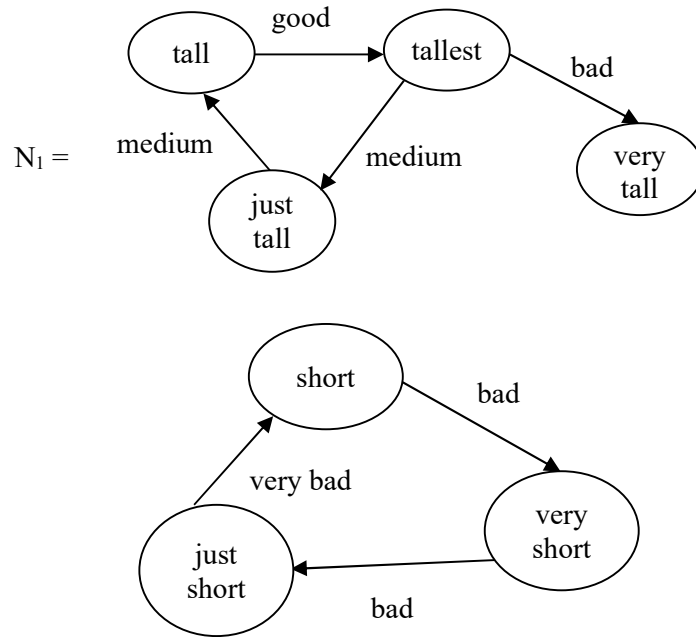 good
tall
tallest
bad
N₁ =
medium
medium
very
tall
just
tall
short
bad
very bad
very
short
just
short
bad